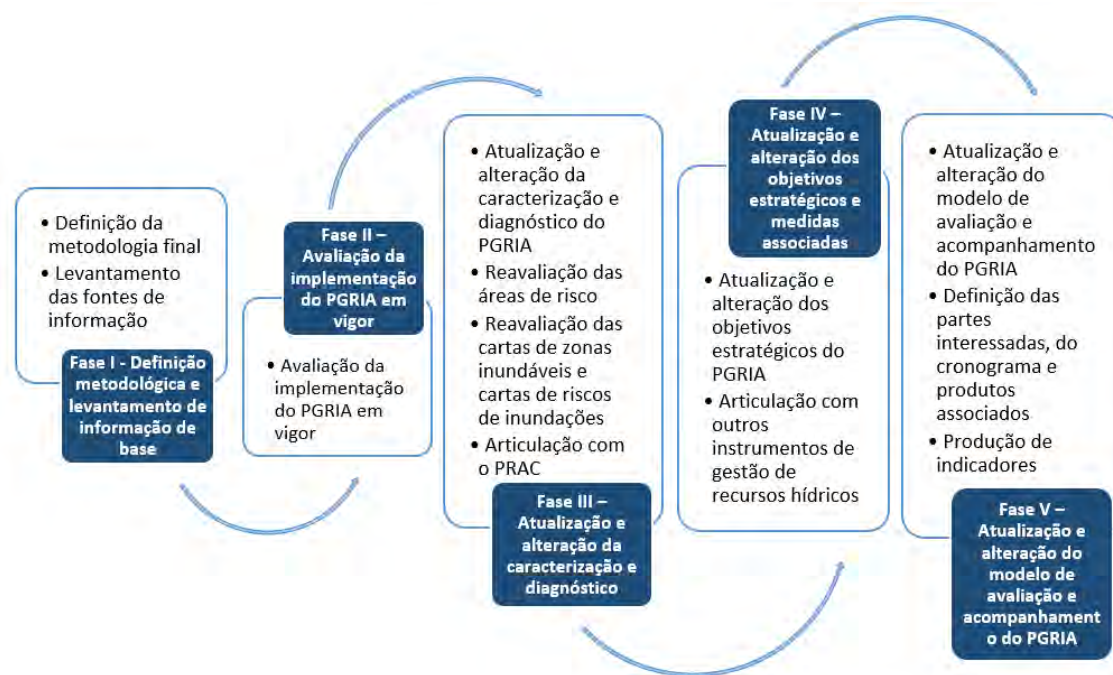 • Definição da
metodologia final
• Levantamento
das fontes de
informação
Fase I - Definição
metodológica e
levantamento de
informação de
base
Fase II –
Avaliação da
implementação
do PGRIA em
vigor
• Avaliação da
implementação
do PGRIA em
vigor
• Atualização e
alteração da
caracterização e
diagnóstico do
PGRIA
• Reavaliação das
áreas de risco
• Reavaliação das
cartas de zonas
inundáveis e
cartas de riscos
de inundações
• Articulação com
o PRAC
Fase III –
Atualização e
alteração da
caracterização e
diagnóstico
Fase IV –
Atualização e
alteração dos
objetivos
estratégicos e
medidas
associadas
• Atualização e
alteração dos
objetivos
estratégicos do
PGRIA
• Articulação com
outros
instrumentos de
gestão de
recursos hídricos
• Atualização e
alteração do
modelo de
avaliação e
acompanhamento
do PGRIA
• Definição das
partes
interessadas, do
cronograma e
produtos
associados
• Produção de
indicadores
Fase V –
Atualização e
alteração do
modelo de
avaliação e
acompanhament
o do PGRIA